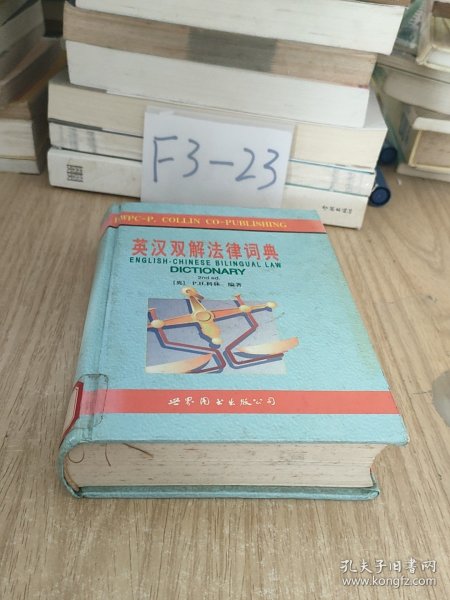 F3-23
WPC-P. COLLIN CO-PUBLISHING
英汉双解法律词典
ENGLISH-CHINESE BILINGUAL LAW
DICTIONARY
2nd ed.
[英] P.H.科林 编著
世界图书出版公司
孔夫子旧书网
www.kongfz.com